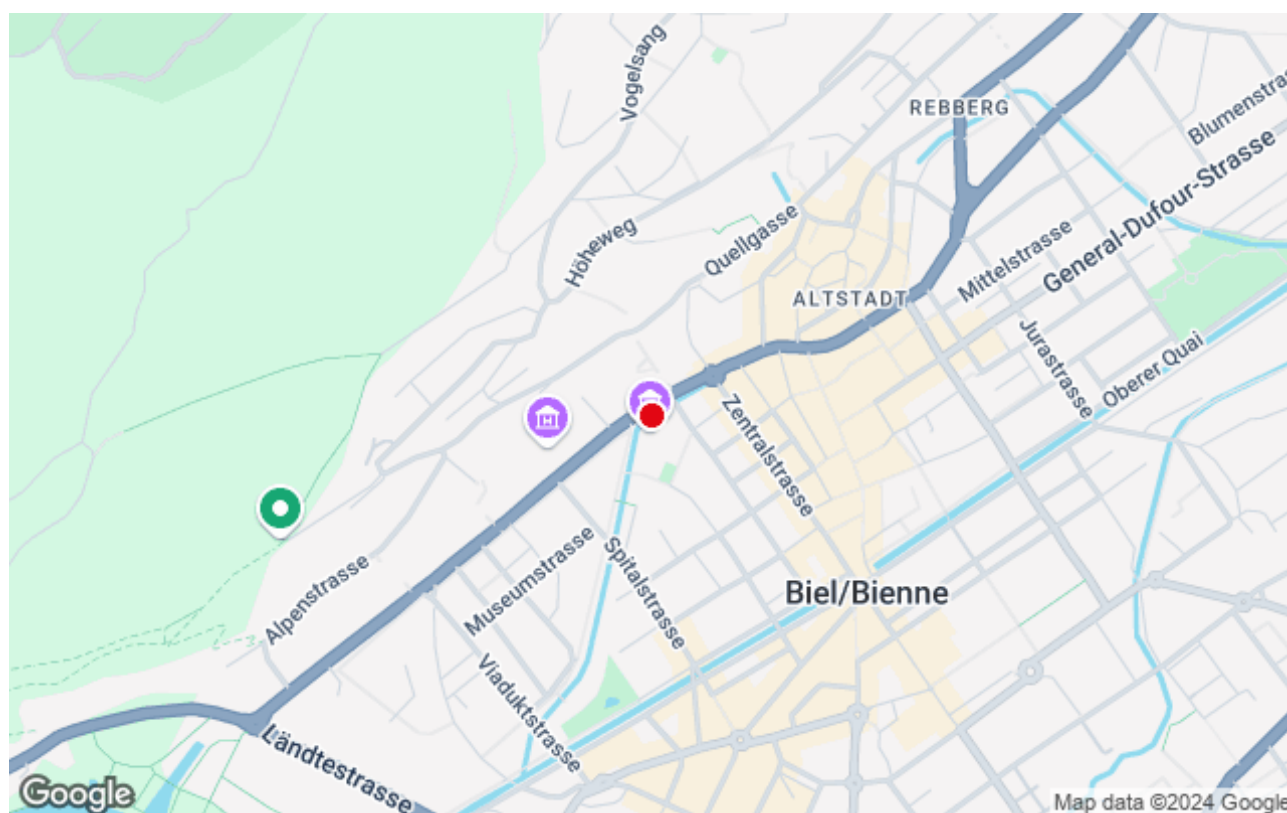 Vogelsang
REBBERG
Blumenstras
General-Dufour-Strasse
Höheweg
Quellgasse
Mittelstrasse
ALTSTADT
Jurastrasse
Oberer Quai
Zentralstrasse
Museumstrasse
Spitalstrasse
Alpenstrasse
Biel/Bienne
Viaduktstrasse
Ländtestrasse
Google
Map data ©2024 Google